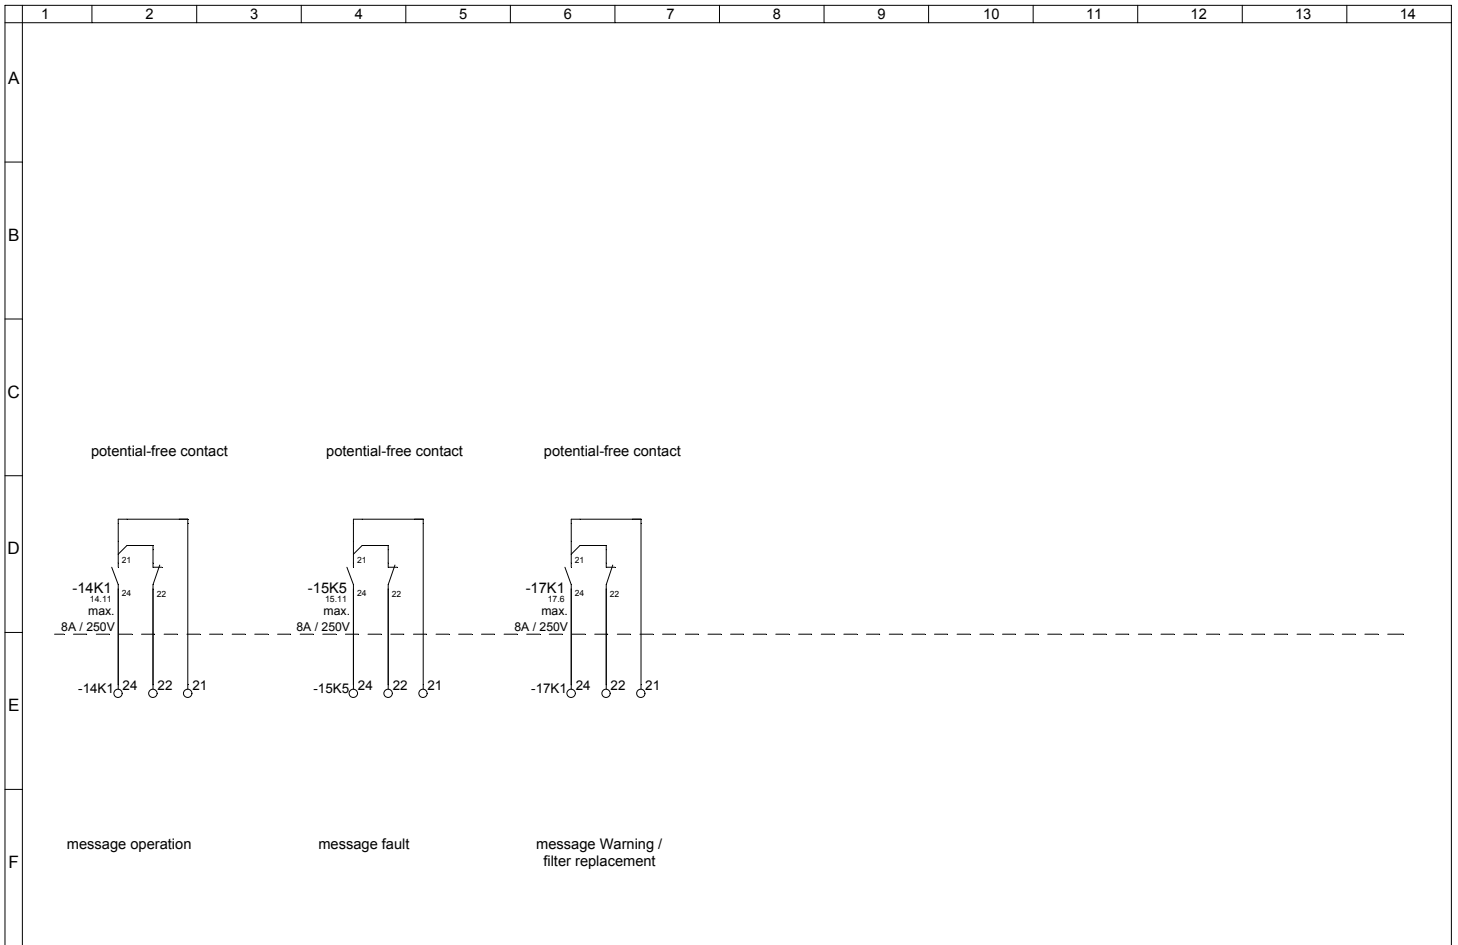 1 2 3 4 5 6 7 8 9 10 11 12 13 14
A
B
C
potential-free contact potential-free contact potential-free contact
D
21 21 21
-14K1 24 22 -15K5 24 22 -17K1 24 22
14.11 15.11 17.6
max. max. max.
8A / 250V 8A / 250V 8A / 250V
-14K1 24 22 21 -15K5 24 22 21 -17K1 24 22 21
E
message operation message fault message Warning /
filter replacement
F